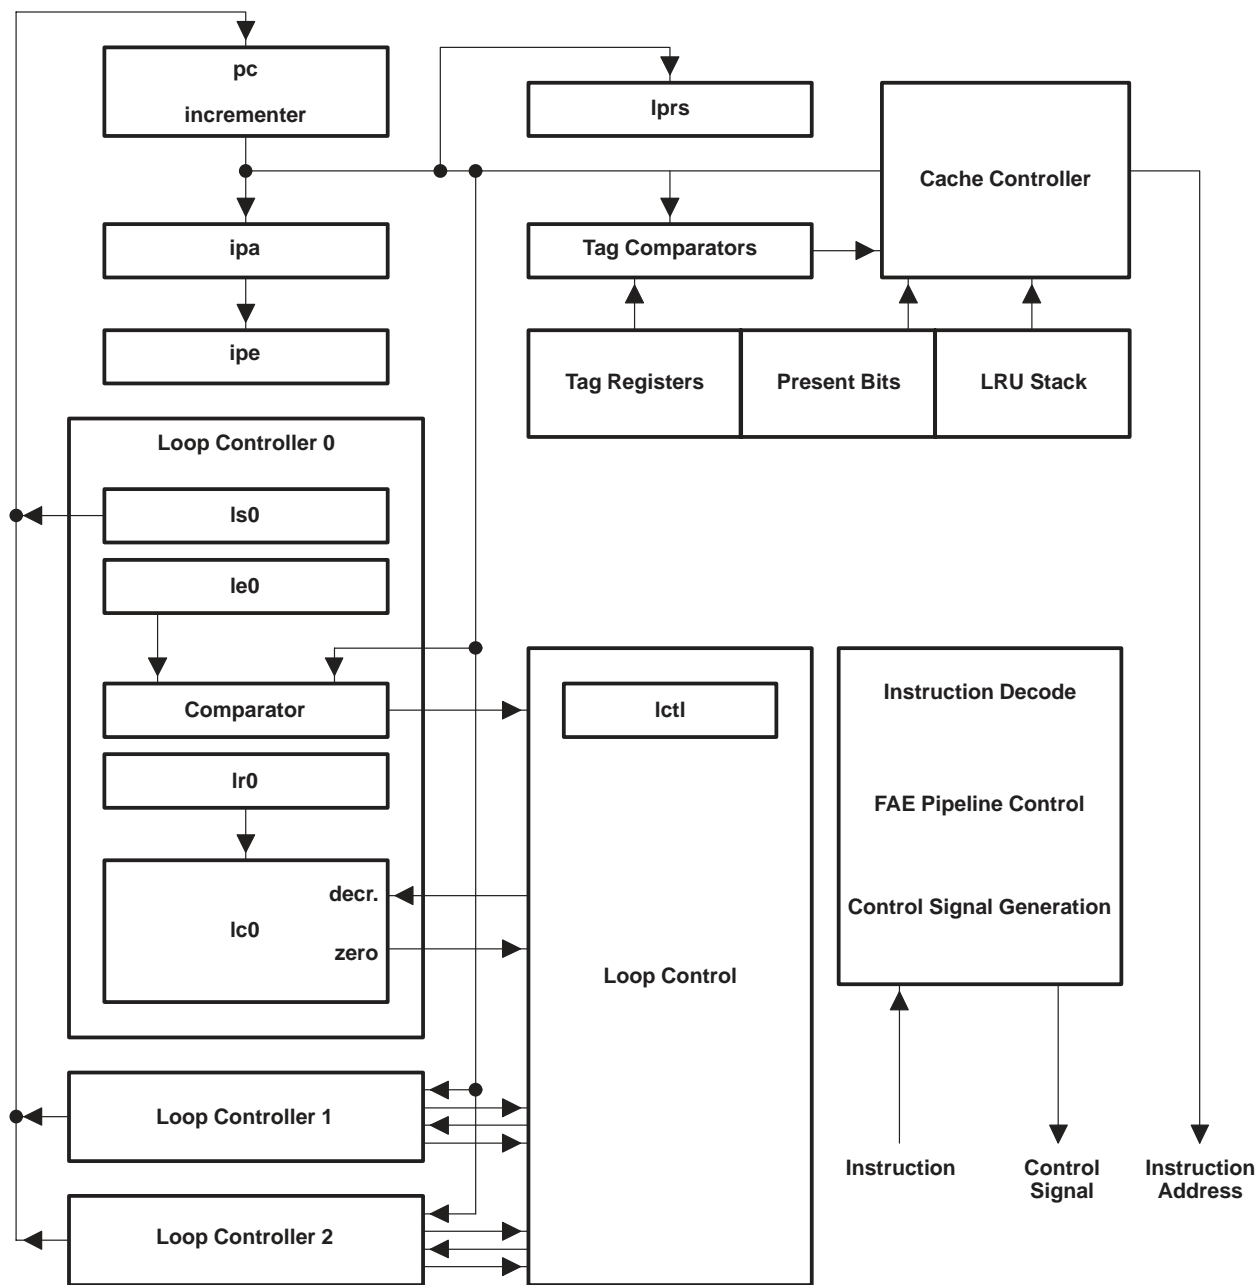 pc
incrementer
iprs
Cache Controller
ipa
Tag Comparators
ipe
Tag Registers
Present Bits
LRU Stack
Loop Controller 0
ls0
le0
Comparator
lctl
Instruction Decode
lr0
FAE Pipeline Control
decr.
lc0
zero
Control Signal Generation
Loop Control
Loop Controller 1
Instruction
Control
Signal
Instruction
Address
Loop Controller 2